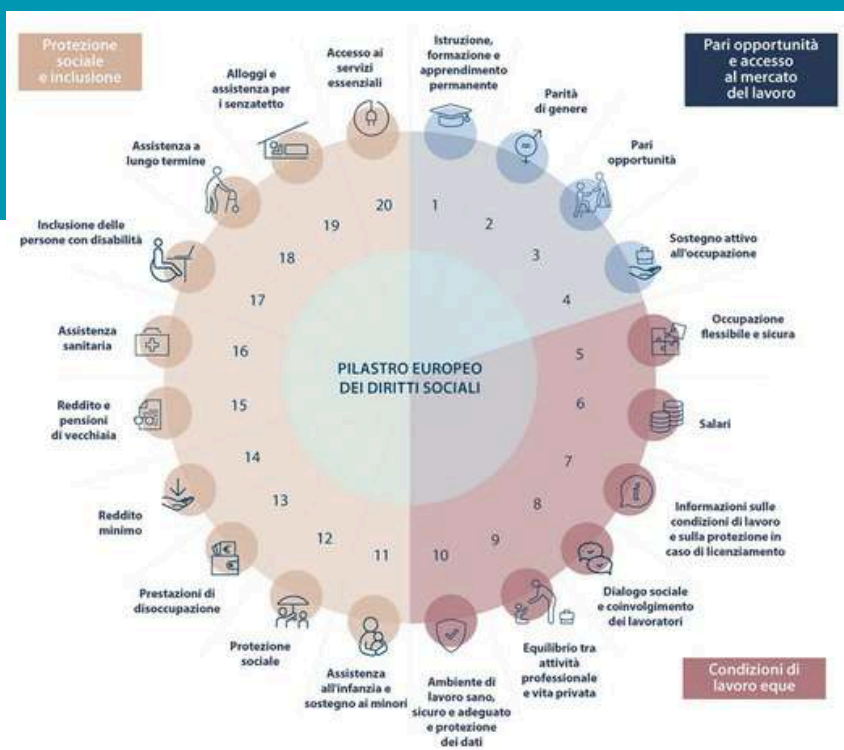 Protezione
sociale
e inclusione
Pari opportunità
e accesso
al mercato
del lavoro
Condizioni di
lavoro eque
PILASTRO EUROPEO
DEI DIRITTI SOCIALI
1
Istruzione,
formazione e
apprendimento
permanente
2
Parità
di genere
3
Pari
opportunità
4
Sostegno attivo
all'occupazione
5
Occupazione
flessibile e sicura
6
Salari
7
Informazioni sulle
condizioni di lavoro
e sulla protezione in
caso di licenziamento
8
Dialogo sociale
e coinvolgimento
dei lavoratori
9
Equilibrio tra
attività
professionale
e vita privata
10
Ambiente di
lavoro sano,
sicuro e adeguato
e protezione
dei dati
11
Assistenza
all'infanzia e
sostegno ai minori
12
Protezione
sociale
13
Prestazioni di
disoccupazione
14
Reddito
minimo
15
Reddito e
pensioni
di vecchiaia
16
Assistenza
sanitaria
17
Inclusione delle
persone con disabilità
18
Assistenza a
lungo termine
19
Alloggi e
assistenza per
i senzatetto
20
Accesso ai
servizi
essenziali